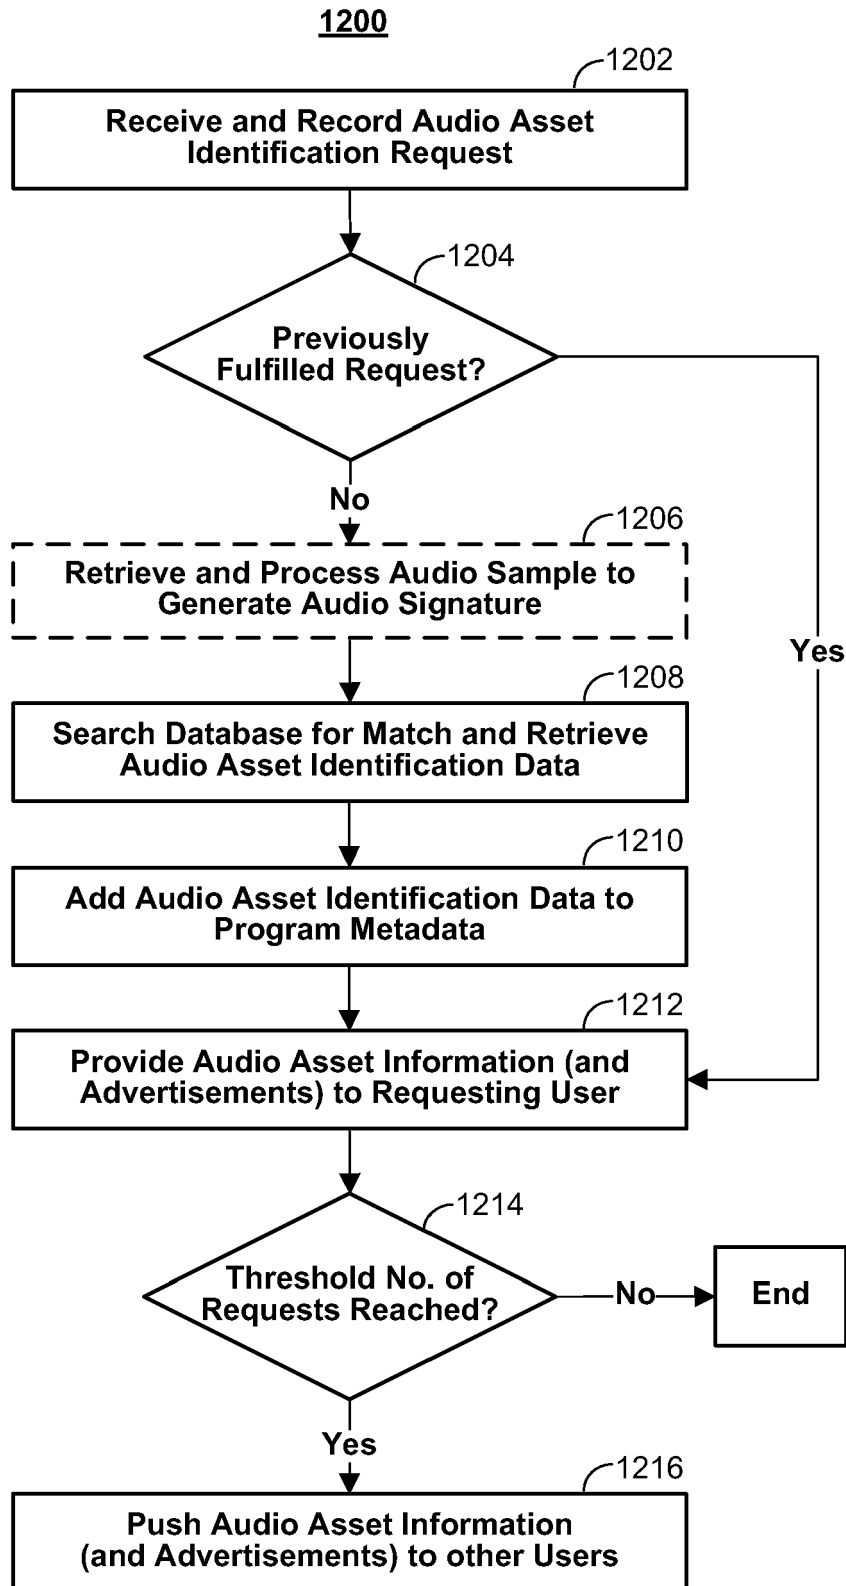 1200
1202
Receive and Record Audio Asset
Identification Request
1204
Previously
Fulfilled Request?
No
1206
Retrieve and Process Audio Sample to
Generate Audio Signature
Yes
1208
Search Database for Match and Retrieve
Audio Asset Identification Data
1210
Add Audio Asset Identification Data to
Program Metadata
1212
Provide Audio Asset Information (and
Advertisements) to Requesting User
1214
Threshold No. of
Requests Reached?
No
End
Yes
1216
Push Audio Asset Information
(and Advertisements) to other Users